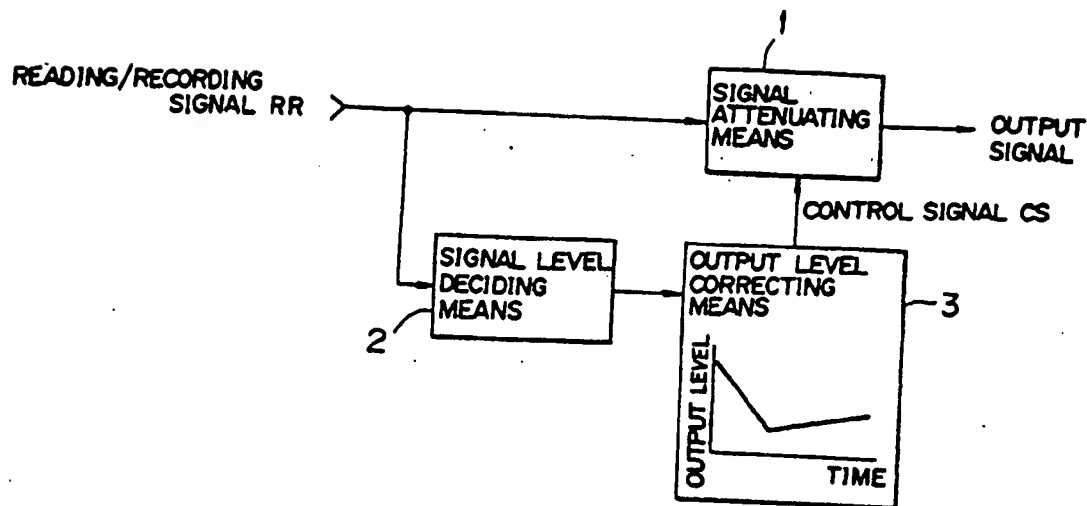 1
READING/RECORDING
SIGNAL RR
SIGNAL
ATTENUATING
MEANS
OUTPUT
SIGNAL
CONTROL SIGNAL CS
SIGNAL LEVEL
DECIDING
MEANS
2
OUTPUT LEVEL
CORRECTING
MEANS
3
OUTPUT LEVEL
TIME